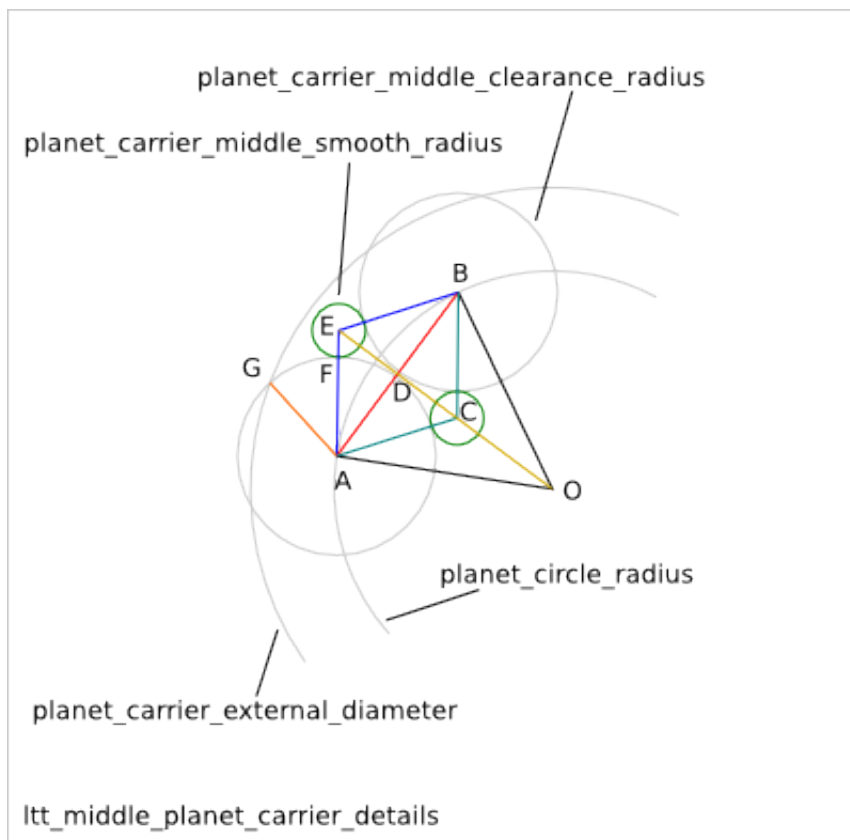 planet_carrier_middle_clearance_radius
planet_carrier_middle_smooth_radius
B
E
G
F
D
C
A
O
planet_circle_radius
planet_carrier_external_diameter
ltt_middle_planet_carrier_details